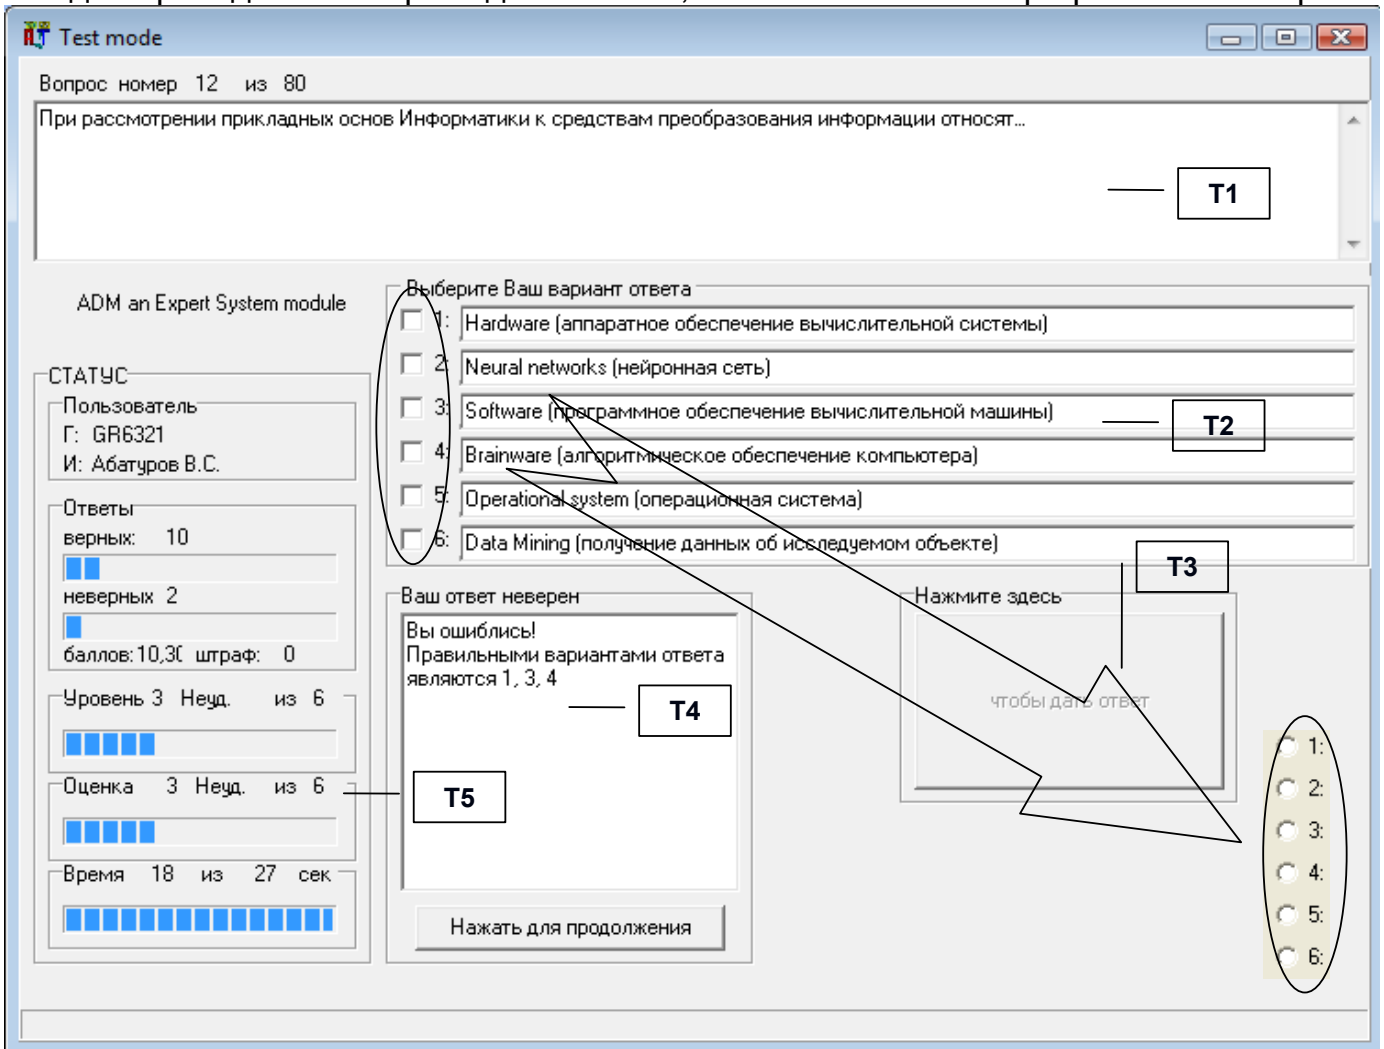 Test mode
Вопрос номер 12 из 80
При рассмотрении прикладных основ Информатики к средствам преобразования информации относят...
T1
ADM an Expert System module
Выберите Ваш вариант ответа
1: Hardware (аппаратное обеспечение вычислительной системы)
2: Neural networks (нейронная сеть)
3: Software (программное обеспечение вычислительной машины)
T2
4: Brainware (алгоритмическое обеспечение компьютера)
5: Operational system (операционная система)
6: Data Mining (получение данных об исследуемом объекте)
T3
СТАТУС
Пользователь
Г: GR6321
И: Абатуров В.С.
Ответы
верных: 10
неверных 2
баллов: 10,30 штраф: 0
Уровень 3 Неуд. из 6
Оценка 3 Неуд. из 6
T5
Время 18 из 27 сек
Ваш ответ неверен
Вы ошиблись!
Правильными вариантами ответа
являются 1, 3, 4
T4
Нажать для продолжения
Нажмите здесь
чтобы дать ответ
1:
2:
3:
4:
5:
6: